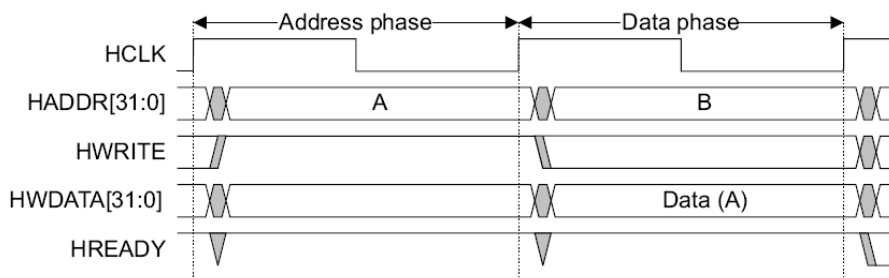 Address phase Data phase
HCLK
HADDR[31:0] A B
HWRITE
HWDATA[31:0] Data (A)
HREADY